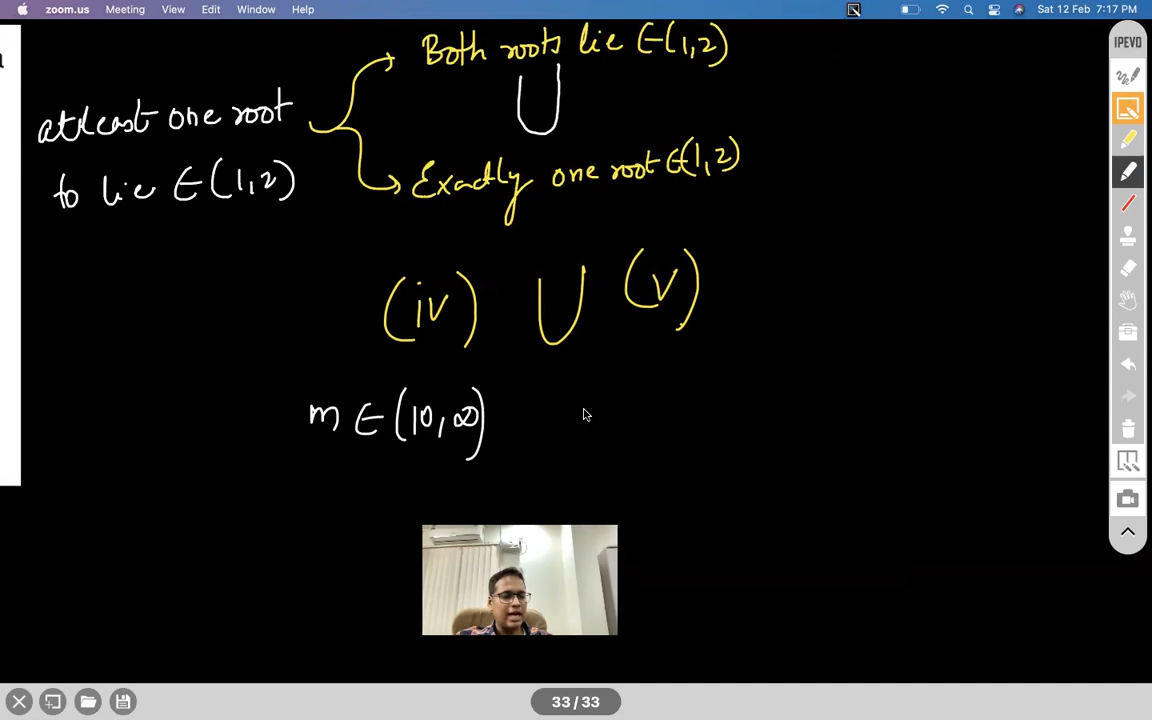 zoom.us Meeting View Edit Window Help Sat 12 Feb 7:17 PM
IPEVO
Both roots lie ∈(1,2)
∪
atleast one root
to lie ∈(1,2)
Exactly one root ∈(1,2)
(iv) ∪ (v)
m ∈ (10,∞)
33/33